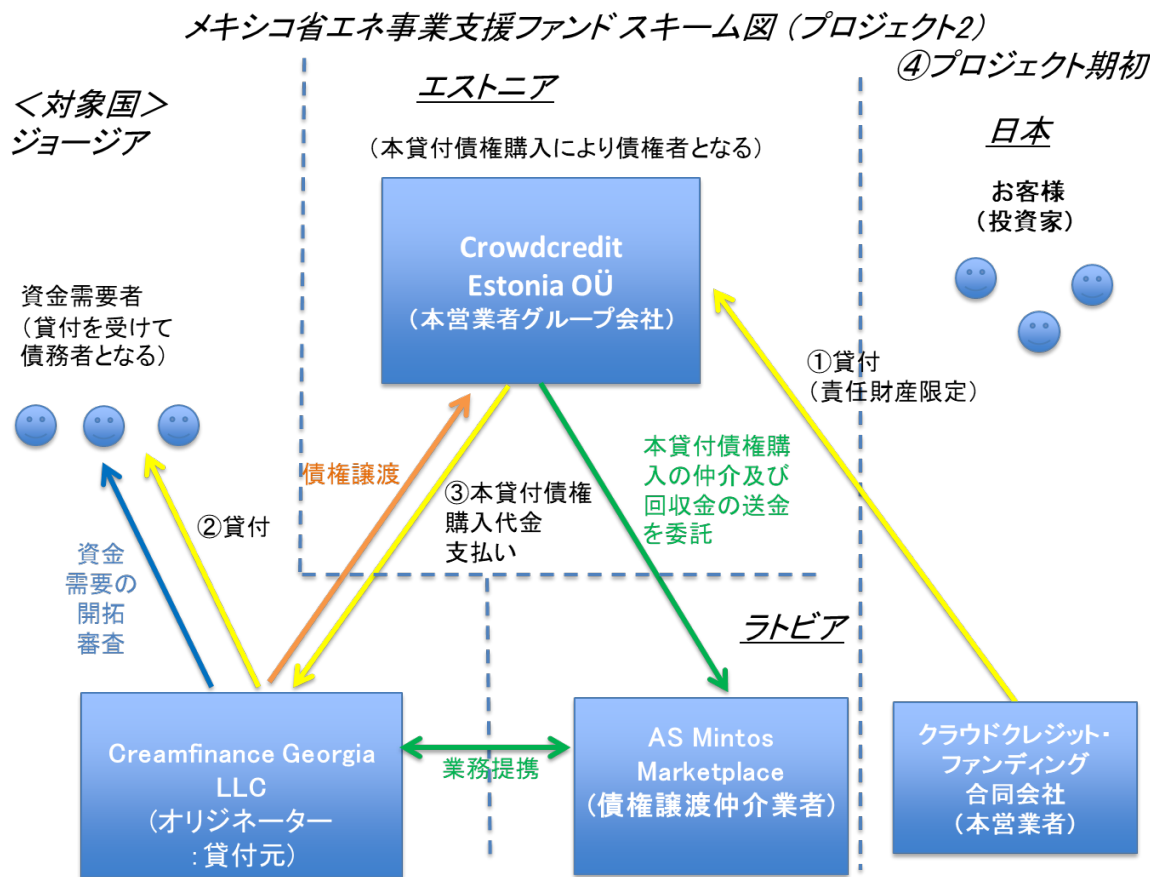 メキシコ省エネ事業支援ファンド スキーム図 (プロジェクト2)
④プロジェクト期初
＜対象国＞
ジョージア
エストニア
(本貸付債権購入により債権者となる)
日本
お客様
(投資家)
Crowdcredit
Estonia OÜ
(本営業者グループ会社)
資金需要者
(貸付を受けて
債務者となる)
①貸付
(責任財産限定)
債権譲渡
③本貸付債権
購入代金
支払い
本貸付債権購
入の仲介及び
回収金の送金
を委託
②貸付
資金
需要の
開拓
審査
ラトビア
Creamfinance Georgia
LLC
(オリジネーター
:貸付元)
業務提携
AS Mintos
Marketplace
(債権譲渡仲介業者)
クラウドクレジット・
ファンディング
合同会社
(本営業者)